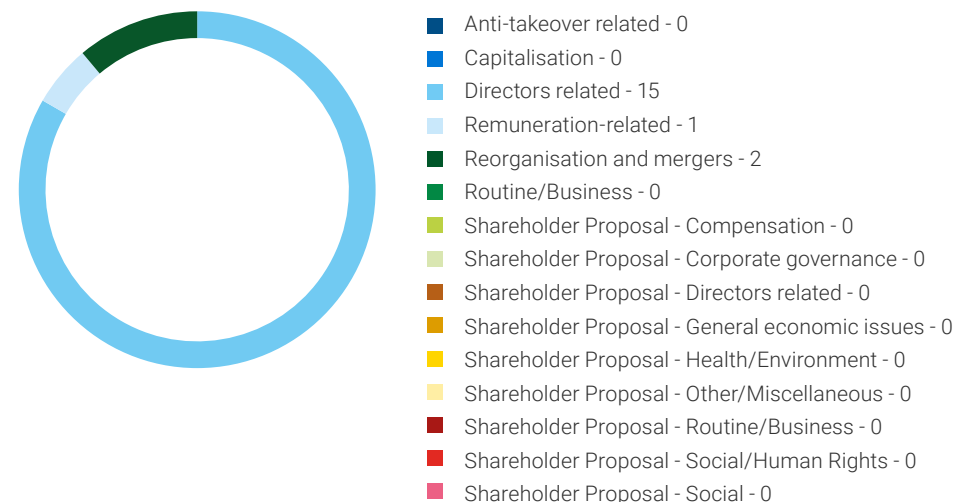 Anti-takeover related - 0
Capitalisation - 0
Directors related - 15
Remuneration-related - 1
Reorganisation and mergers - 2
Routine/Business - 0
Shareholder Proposal - Compensation - 0
Shareholder Proposal - Corporate governance - 0
Shareholder Proposal - Directors related - 0
Shareholder Proposal - General economic issues - 0
Shareholder Proposal - Health/Environment - 0
Shareholder Proposal - Other/Miscellaneous - 0
Shareholder Proposal - Routine/Business - 0
Shareholder Proposal - Social/Human Rights - 0
Shareholder Proposal - Social - 0